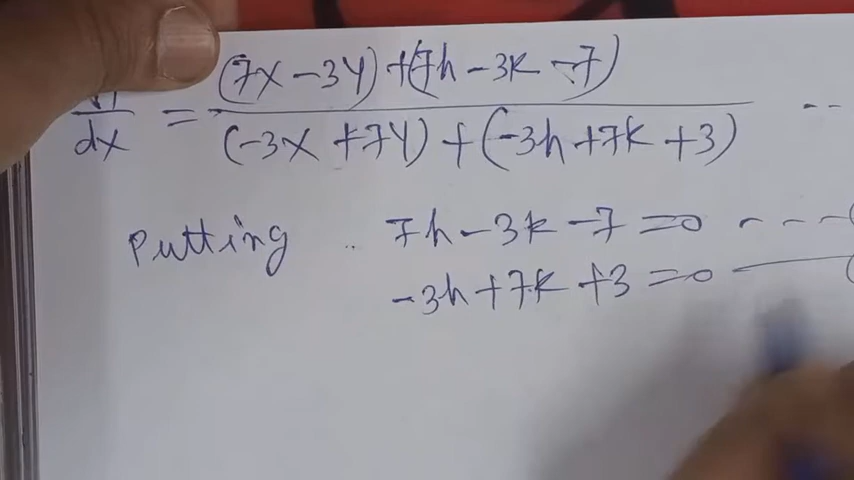 (7x - 3y) + (7h - 3k - 7)
dx =
(-3x + 7y) + (-3h + 7k + 3) --
Putting .. 7h - 3k - 7 = 0 ----(
-3h + 7k + 3 = 0 —— (